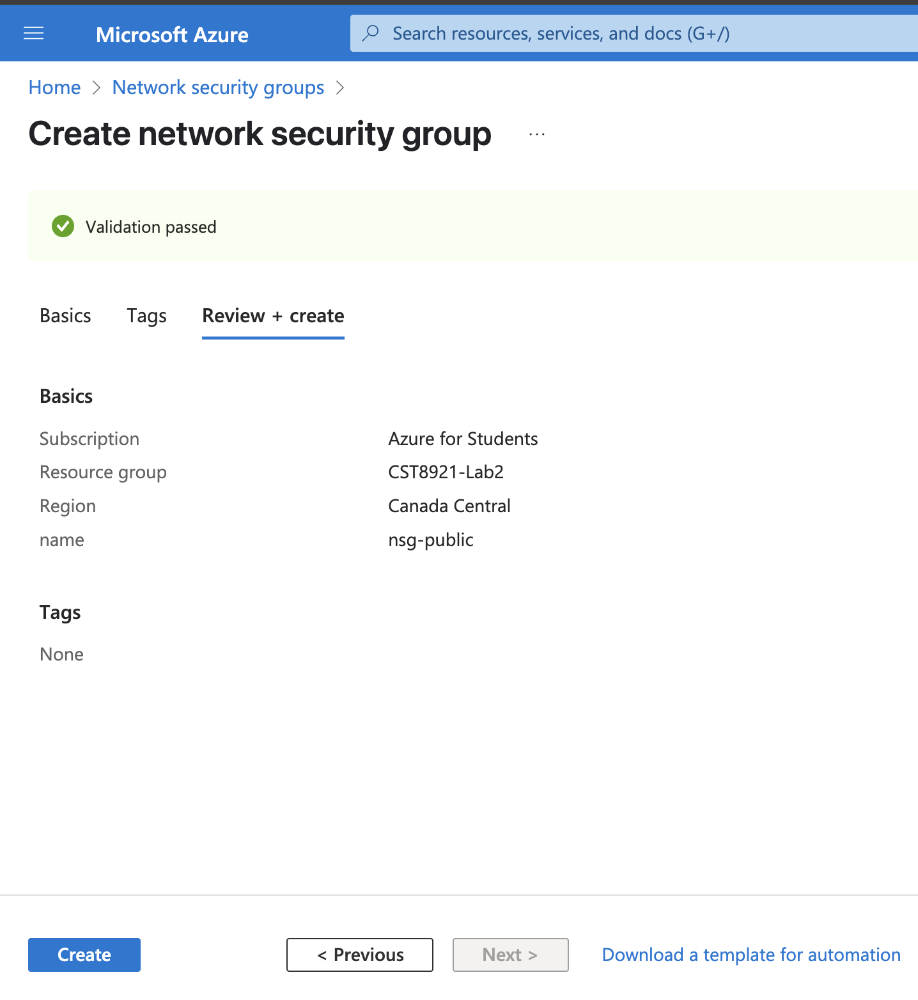 Microsoft Azure
Search resources, services, and docs (G+/)
Home > Network security groups >
Create network security group ...
Validation passed
Basics Tags Review + create
Basics
Subscription Azure for Students
Resource group CST8921-Lab2
Region Canada Central
name nsg-public
Tags
None
Create < Previous Next > Download a template for automation